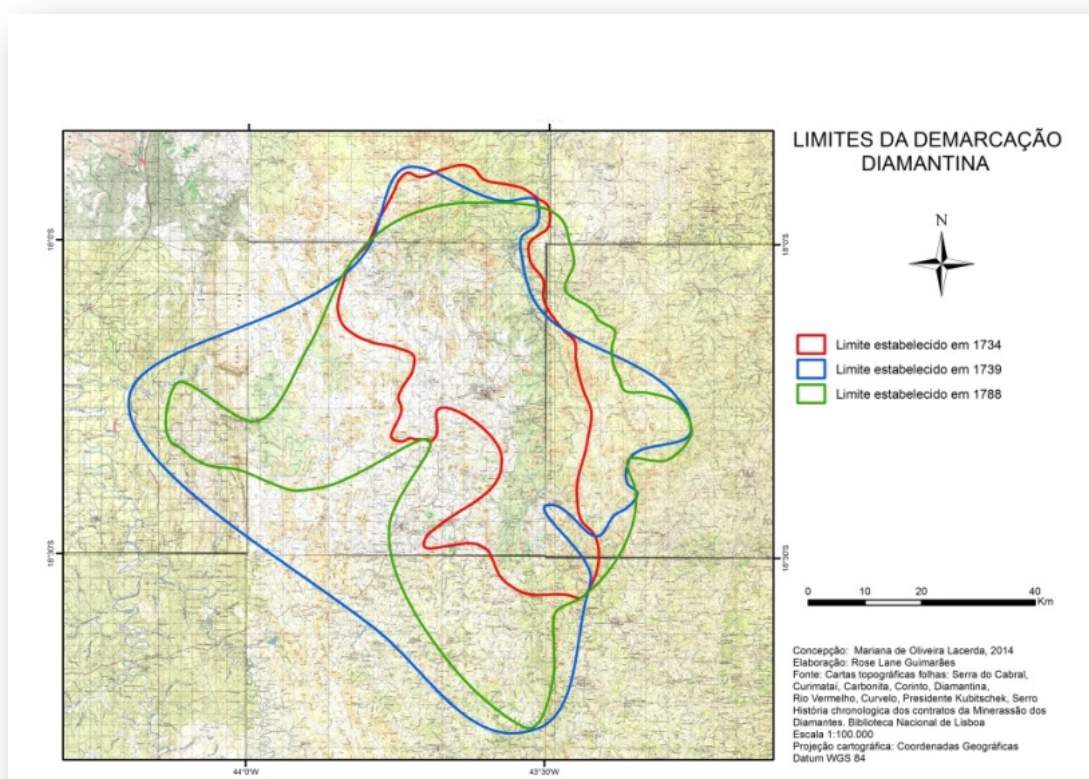 LIMITES DA DEMARCAÇÃO
DIAMANTINA
N
18°0'S
18°0'S
Limite estabelecido em 1734
Limite estabelecido em 1739
Limite estabelecido em 1788
18°30'S
18°30'S
0 10 20 40
Km
Concepção: Mariana de Oliveira Lacerda, 2014
Elaboração: Rose Lane Guimarães
Fonte: Cartas topográficas folhas: Serra do Cabral,
Curimataí, Carbonita, Corinto, Diamantina,
Rio Vermelho, Curvelo, Presidente Kubitschek, Serro
História chronologica dos contratos da Minerassão dos
Diamantes. Biblioteca Nacional de Lisboa
Escala 1:100.000
Projeção cartográfica: Coordenadas Geográficas
Datum WGS 84
44°0'W
43°30'W